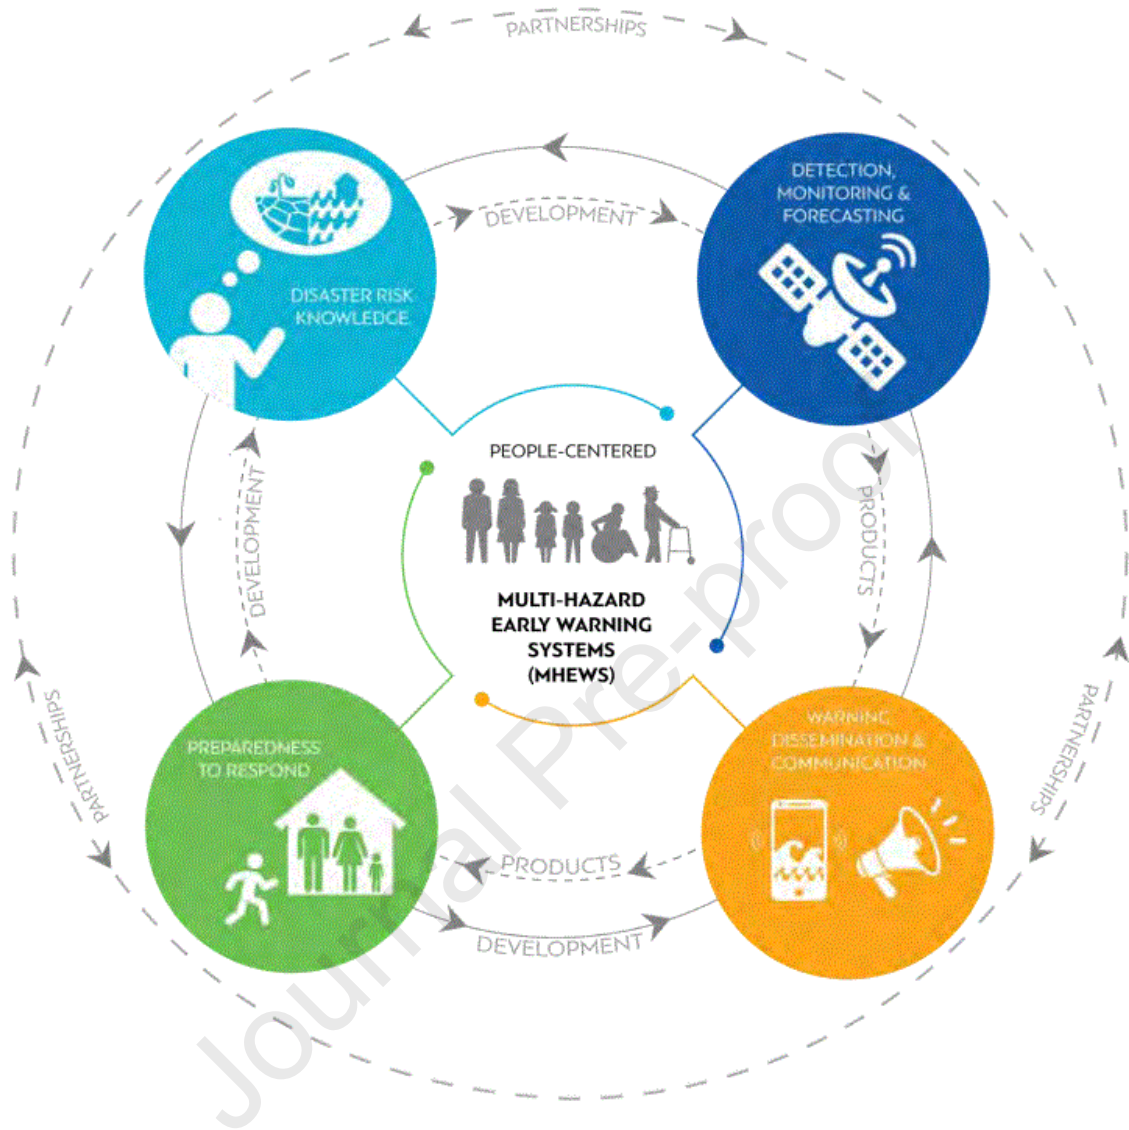 PARTNERSHIPS
DETECTION,
MONITORING &
FORECASTING
DEVELOPMENT
DISASTER RISK
KNOWLEDGE
PEOPLE-CENTERED
DEVELOPMENT
PRODUCTS
MULTI-HAZARD
EARLY WARNING
SYSTEMS
(MHEWS)
PARTNERSHIPS
PARTNERSHIPS
PREPAREDNESS
TO RESPOND
WARNING
DISSEMINATION &
COMMUNICATION
PRODUCTS
DEVELOPMENT
Journal Pre-proof